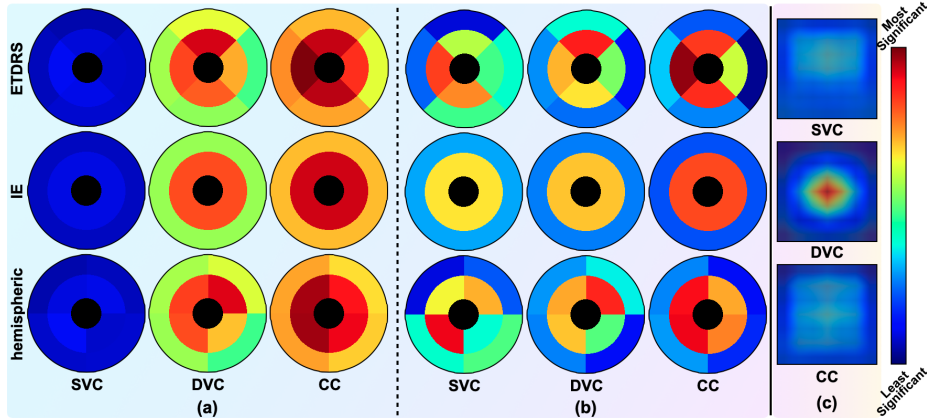 ETDRS
IE
hemispheric
SVC
DVC
CC
SVC
DVC
CC
(a)
(b)
SVC
DVC
CC
(c)
Most
Significant
Least
Significant